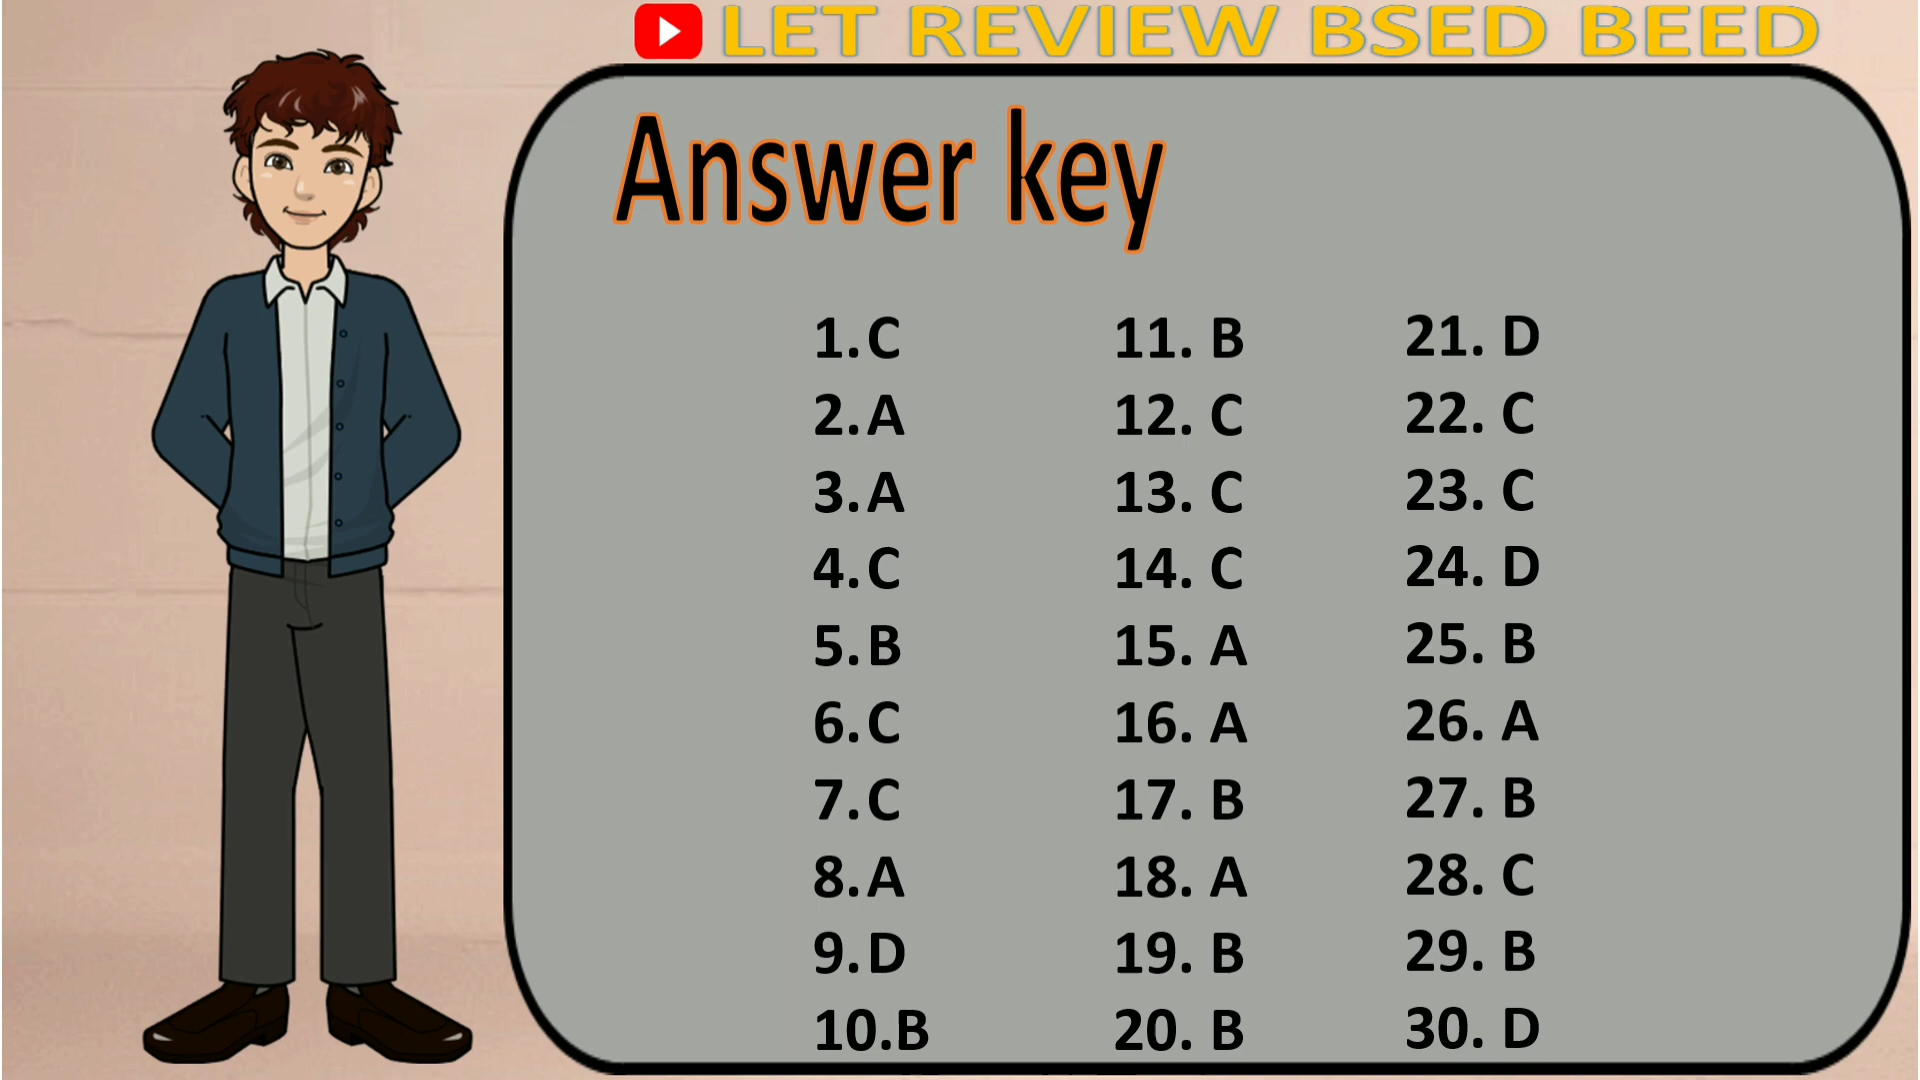 LET REVIEW BSED BEED
Answer key
1. C
2. A
3. A
4. C
5. B
6. C
7. C
8. A
9. D
10. B
11. B
12. C
13. C
14. C
15. A
16. A
17. B
18. A
19. B
20. B
21. D
22. C
23. C
24. D
25. B
26. A
27. B
28. C
29. B
30. D